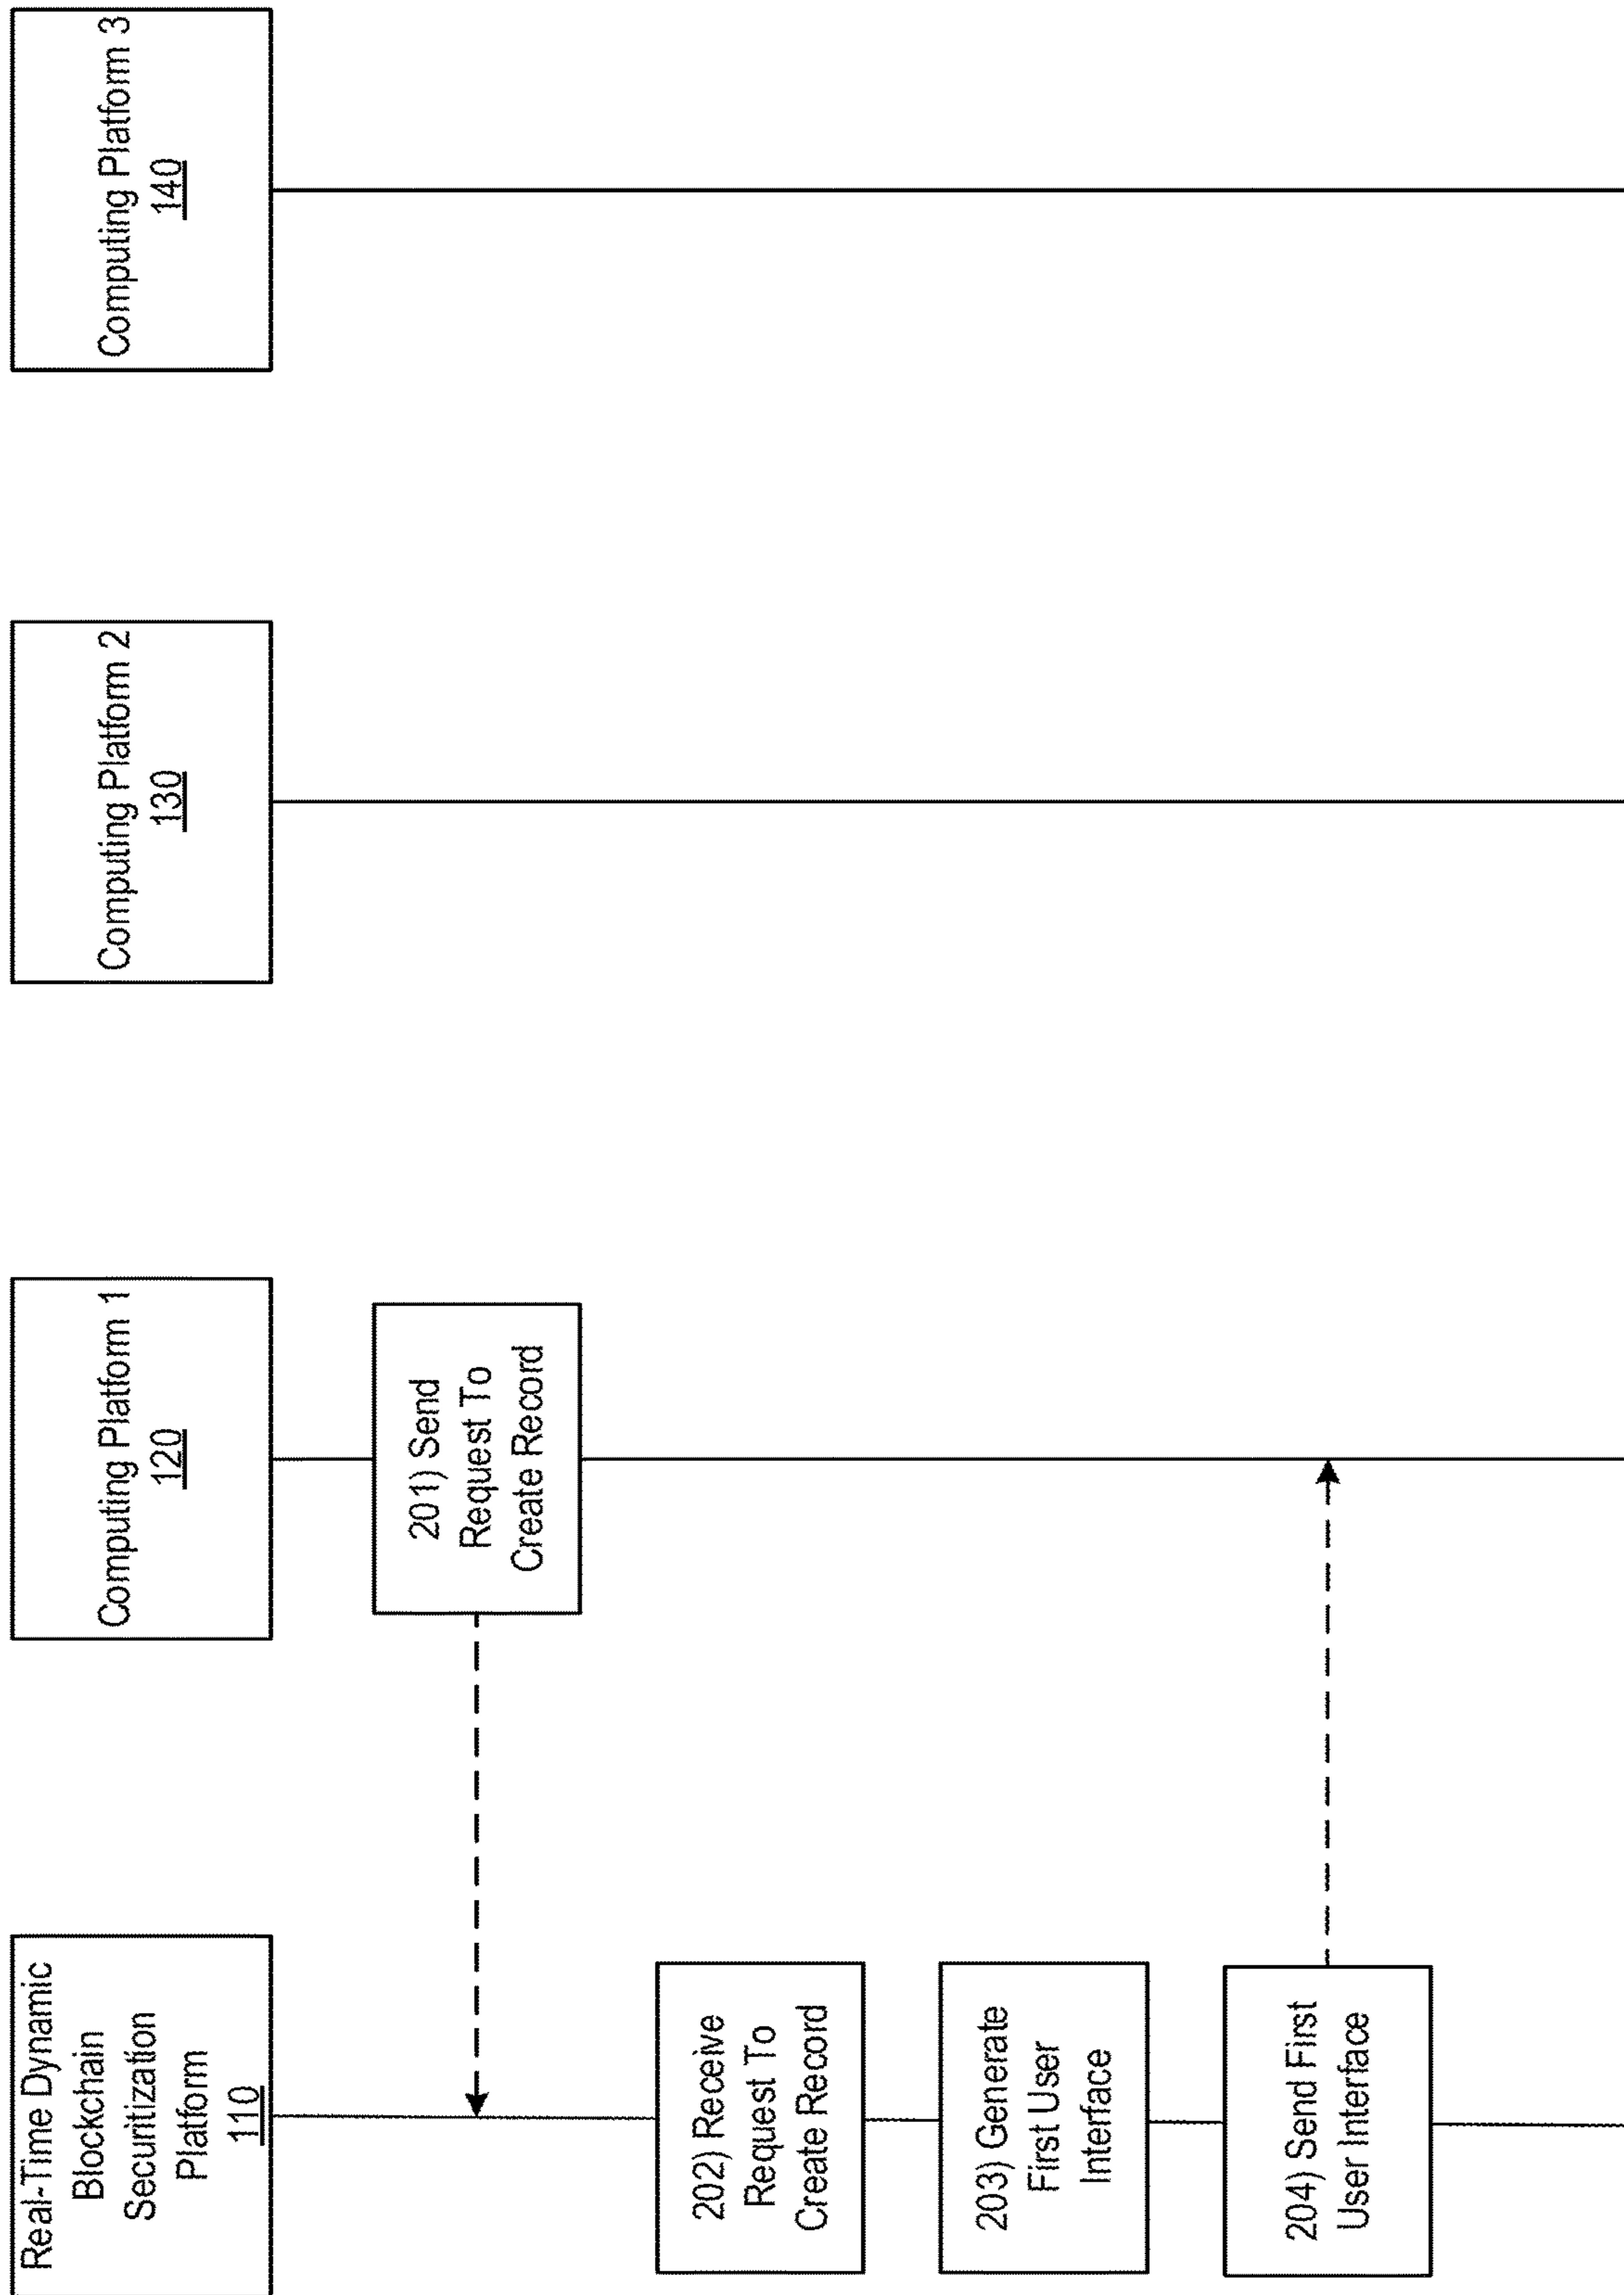 Real-Time Dynamic
Blockchain
Securitization
Platform
110
Computing Platform 1
120
Computing Platform 2
130
Computing Platform 3
140
201) Send
Request To
Create Record
202) Receive
Request To
Create Record
203) Generate
First User
Interface
204) Send First
User Interface